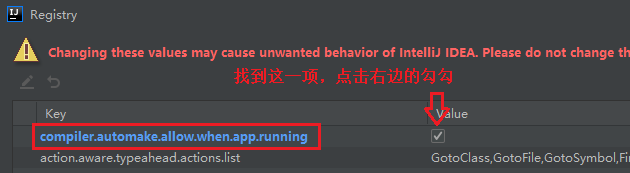 IJ Registry
Changing these values may cause unwanted behavior of IntelliJ IDEA. Please do not change th
找到这一项，点击右边的勾勾
Key Value
compiler.automake.allow.when.app.running
action.aware.typeahead.actions.list GotoClass,GotoFile,GotoSymbol,Fi